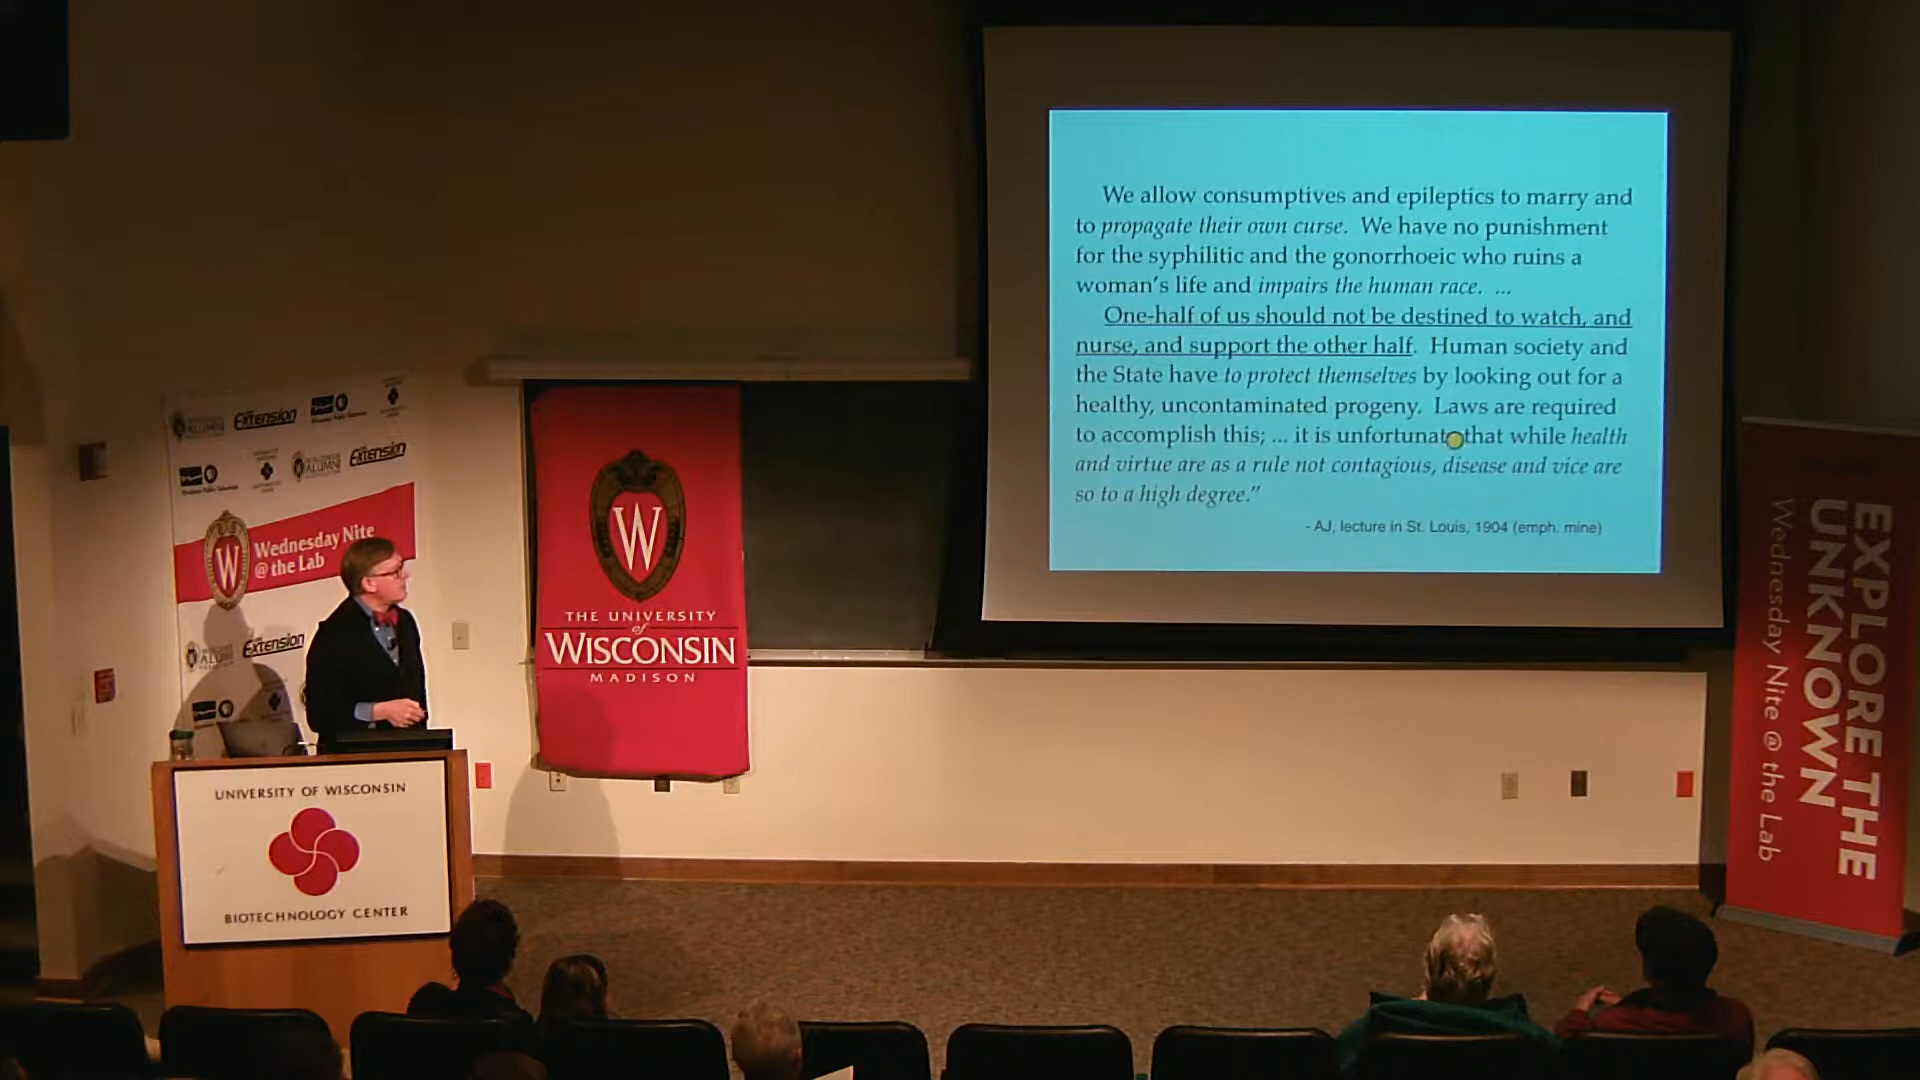 We allow consumptives and epileptics to marry and
to propagate their own curse. We have no punishment
for the syphilitic and the gonorrhoeic who ruins a
woman's life and impairs the human race. ...
One-half of us should not be destined to watch, and
nurse, and support the other half. Human society and
the State have to protect themselves by looking out for a
healthy, uncontaminated progeny. Laws are required
to accomplish this; ... it is unfortunate that while health
and virtue are as a rule not contagious, disease and vice are
so to a high degree."
- AJ, lecture in St. Louis, 1904 (emph. mine)
Extension
Extension
W
Wednesday Nite
@ the Lab
Extension
W
THE UNIVERSITY
of
WISCONSIN
MADISON
UNIVERSITY OF WISCONSIN
BIOTECHNOLOGY CENTER
EXPLORE THE
UNKNOWN
Wednesday Nite @ the Lab